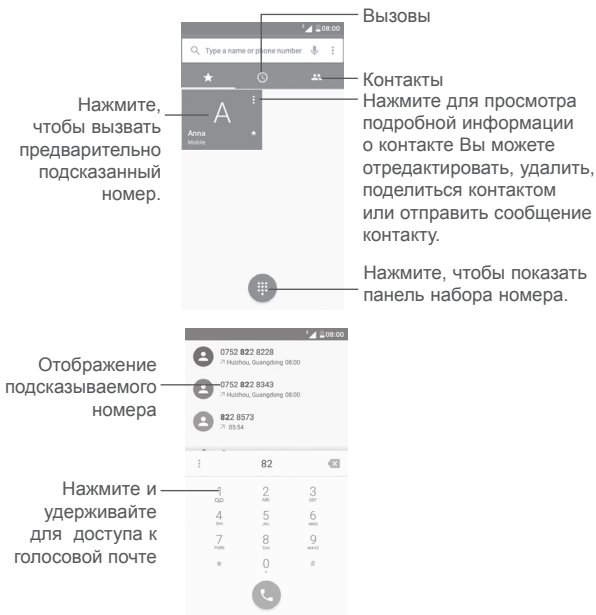 Вызовы
08:00
Type a name or phone number
Контакты
Нажмите,
чтобы вызвать
предварительно
подсказанный
номер.
A
Anna
Mobile
Нажмите для просмотра
подробной информации
о контакте Вы можете
отредактировать, удалить,
поделиться контактом
или отправить сообщение
контакту.
Нажмите, чтобы показать
панель набора номера.
08:00
Отображение
подсказываемого
номера
0752 822 8228
Huizhou, Guangdong 08:00
0752 822 8343
Huizhou, Guangdong 08:00
822 8573
05:54
82
Нажмите и
удерживайте
для доступа к
голосовой почте
1 2 3
ABC DEF
4 5 6
GHI JKL MNO
7 8 9
PQRS TUV WXYZ
* 0 #
+